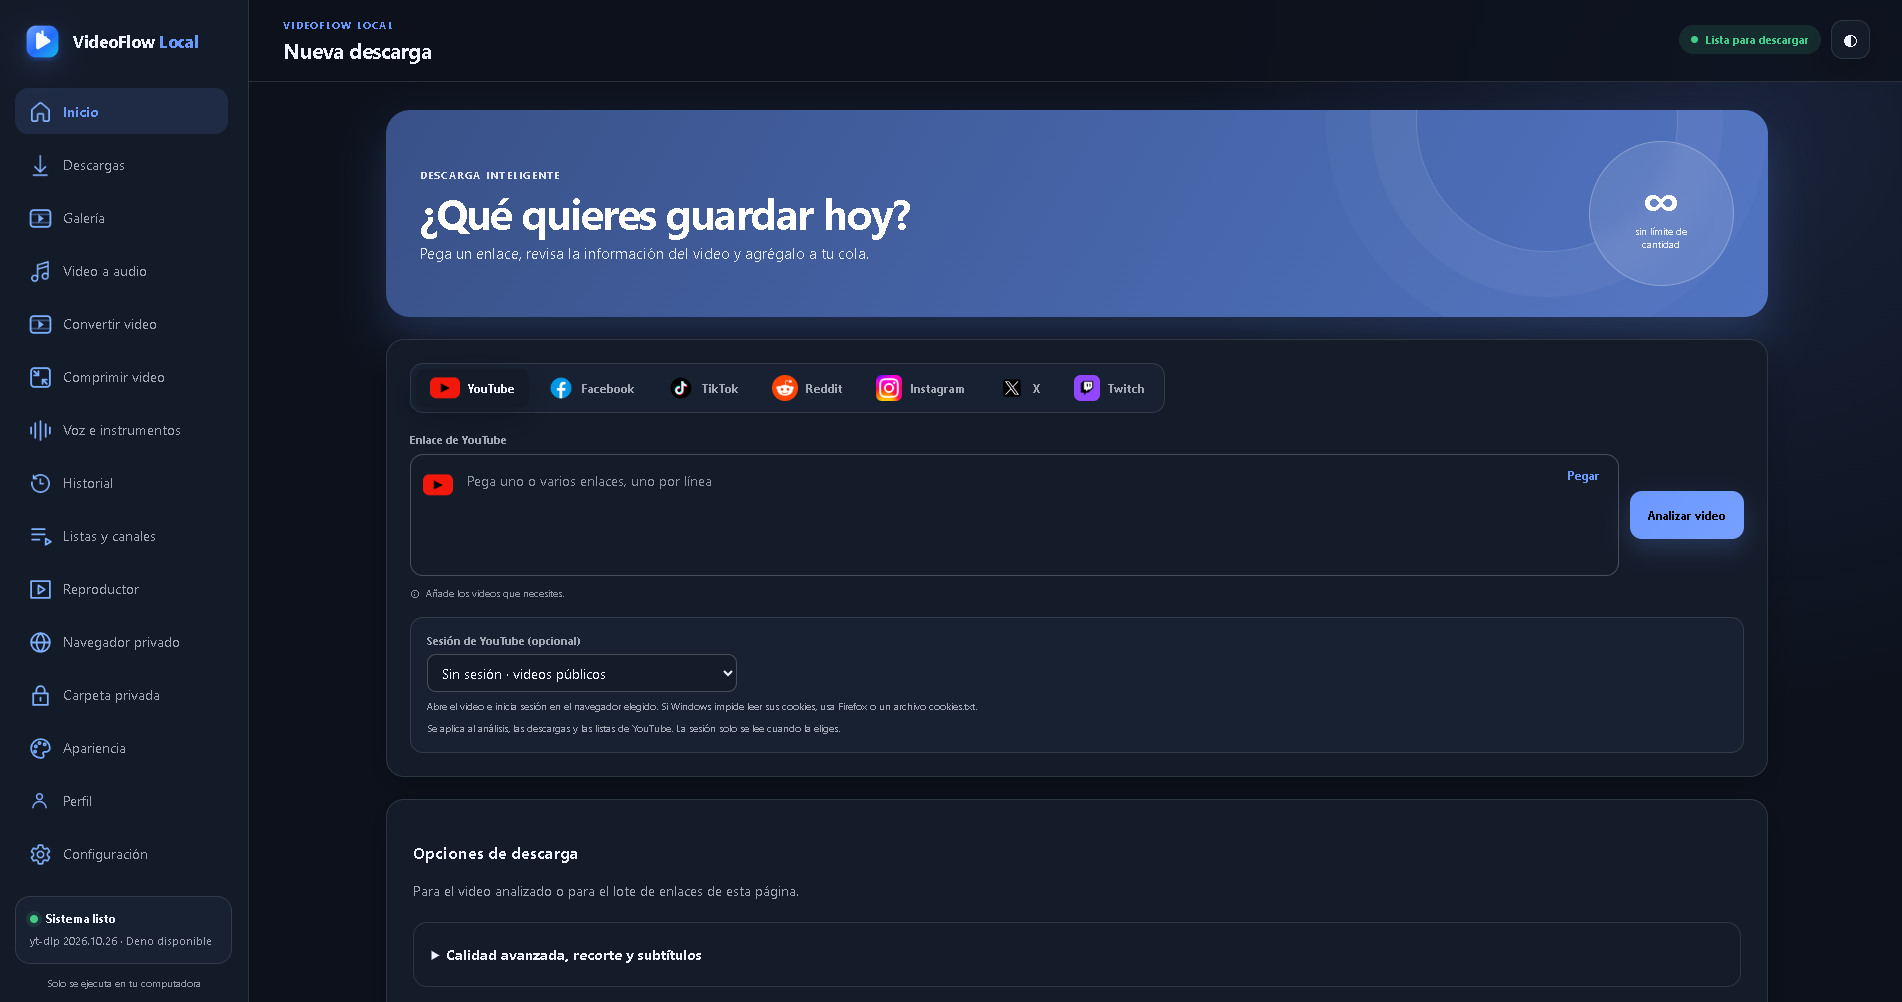 VideoFlow Local
Inicio
Descargas
Galería
Video a audio
Convertir video
Comprimir video
Voz e instrumentos
Historial
Listas y canales
Reproductor
Navegador privado
Carpeta privada
Apariencia
Perfil
Configuración
Sistema listo
yt-dlp 2026.10.26 · Deno disponible
Solo se ejecuta en tu computadora
VIDEOFLOW LOCAL
Nueva descarga
Lista para descargar
DESCARGA INTELIGENTE
¿Qué quieres guardar hoy?
Pega un enlace, revisa la información del video y agrégalo a tu cola.
∞
sin límite de
cantidad
YouTube Facebook TikTok Reddit Instagram X Twitch
Enlace de YouTube
Pega uno o varios enlaces, uno por línea
Pegar
Analizar video
Añade los videos que necesites.
Sesión de YouTube (opcional)
Sin sesión · videos públicos
Abre el video e inicia sesión en el navegador elegido. Si Windows impide leer sus cookies, usa Firefox o un archivo cookies.txt.
Se aplica al análisis, las descargas y las listas de YouTube. La sesión solo se lee cuando la eliges.
Opciones de descarga
Para el video analizado o para el lote de enlaces de esta página.
Calidad avanzada, recorte y subtítulos